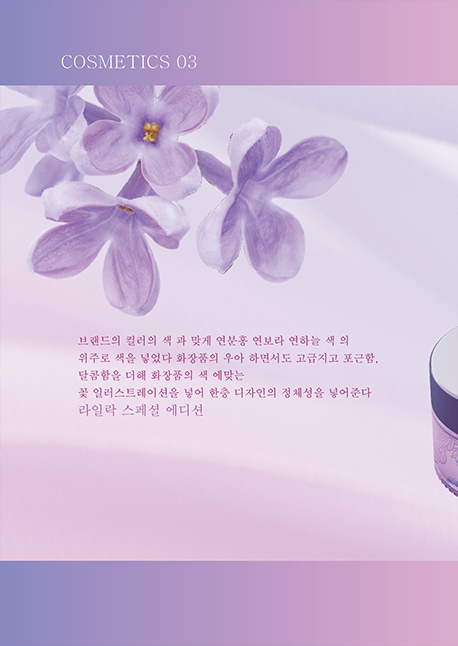 COSMETICS 03
브랜드의 컬러의 색 과 맞게 연분홍 연보라 연하늘 색 의
위주로 색을 넣었다 화장품의 우아 하면서도 고급지고 포근함,
달콤함을 더해 화장품의 색 에맞는
꽃 일러스트레이션을 넣어 한층 디자인의 정체성을 넣어준다
라일락 스페셜 에디션